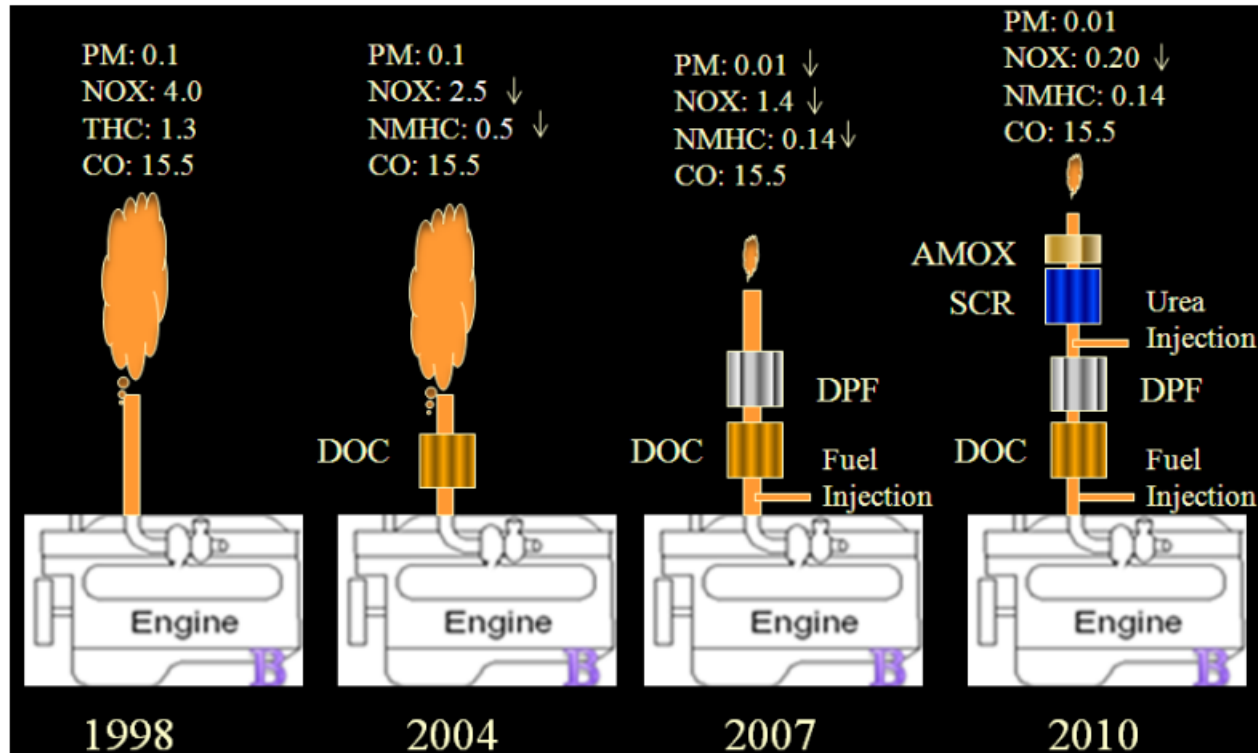 PM: 0.1
NOX: 4.0
THC: 1.3
CO: 15.5
Engine
B
1998
PM: 0.1
NOX: 2.5 ↓
NMHC: 0.5 ↓
CO: 15.5
DOC
Engine
B
2004
PM: 0.01 ↓
NOX: 1.4 ↓
NMHC: 0.14↓
CO: 15.5
DPF
DOC
Fuel
Injection
Engine
B
2007
PM: 0.01
NOX: 0.20 ↓
NMHC: 0.14
CO: 15.5
AMOX
SCR
Urea
Injection
DPF
DOC
Fuel
Injection
Engine
B
2010